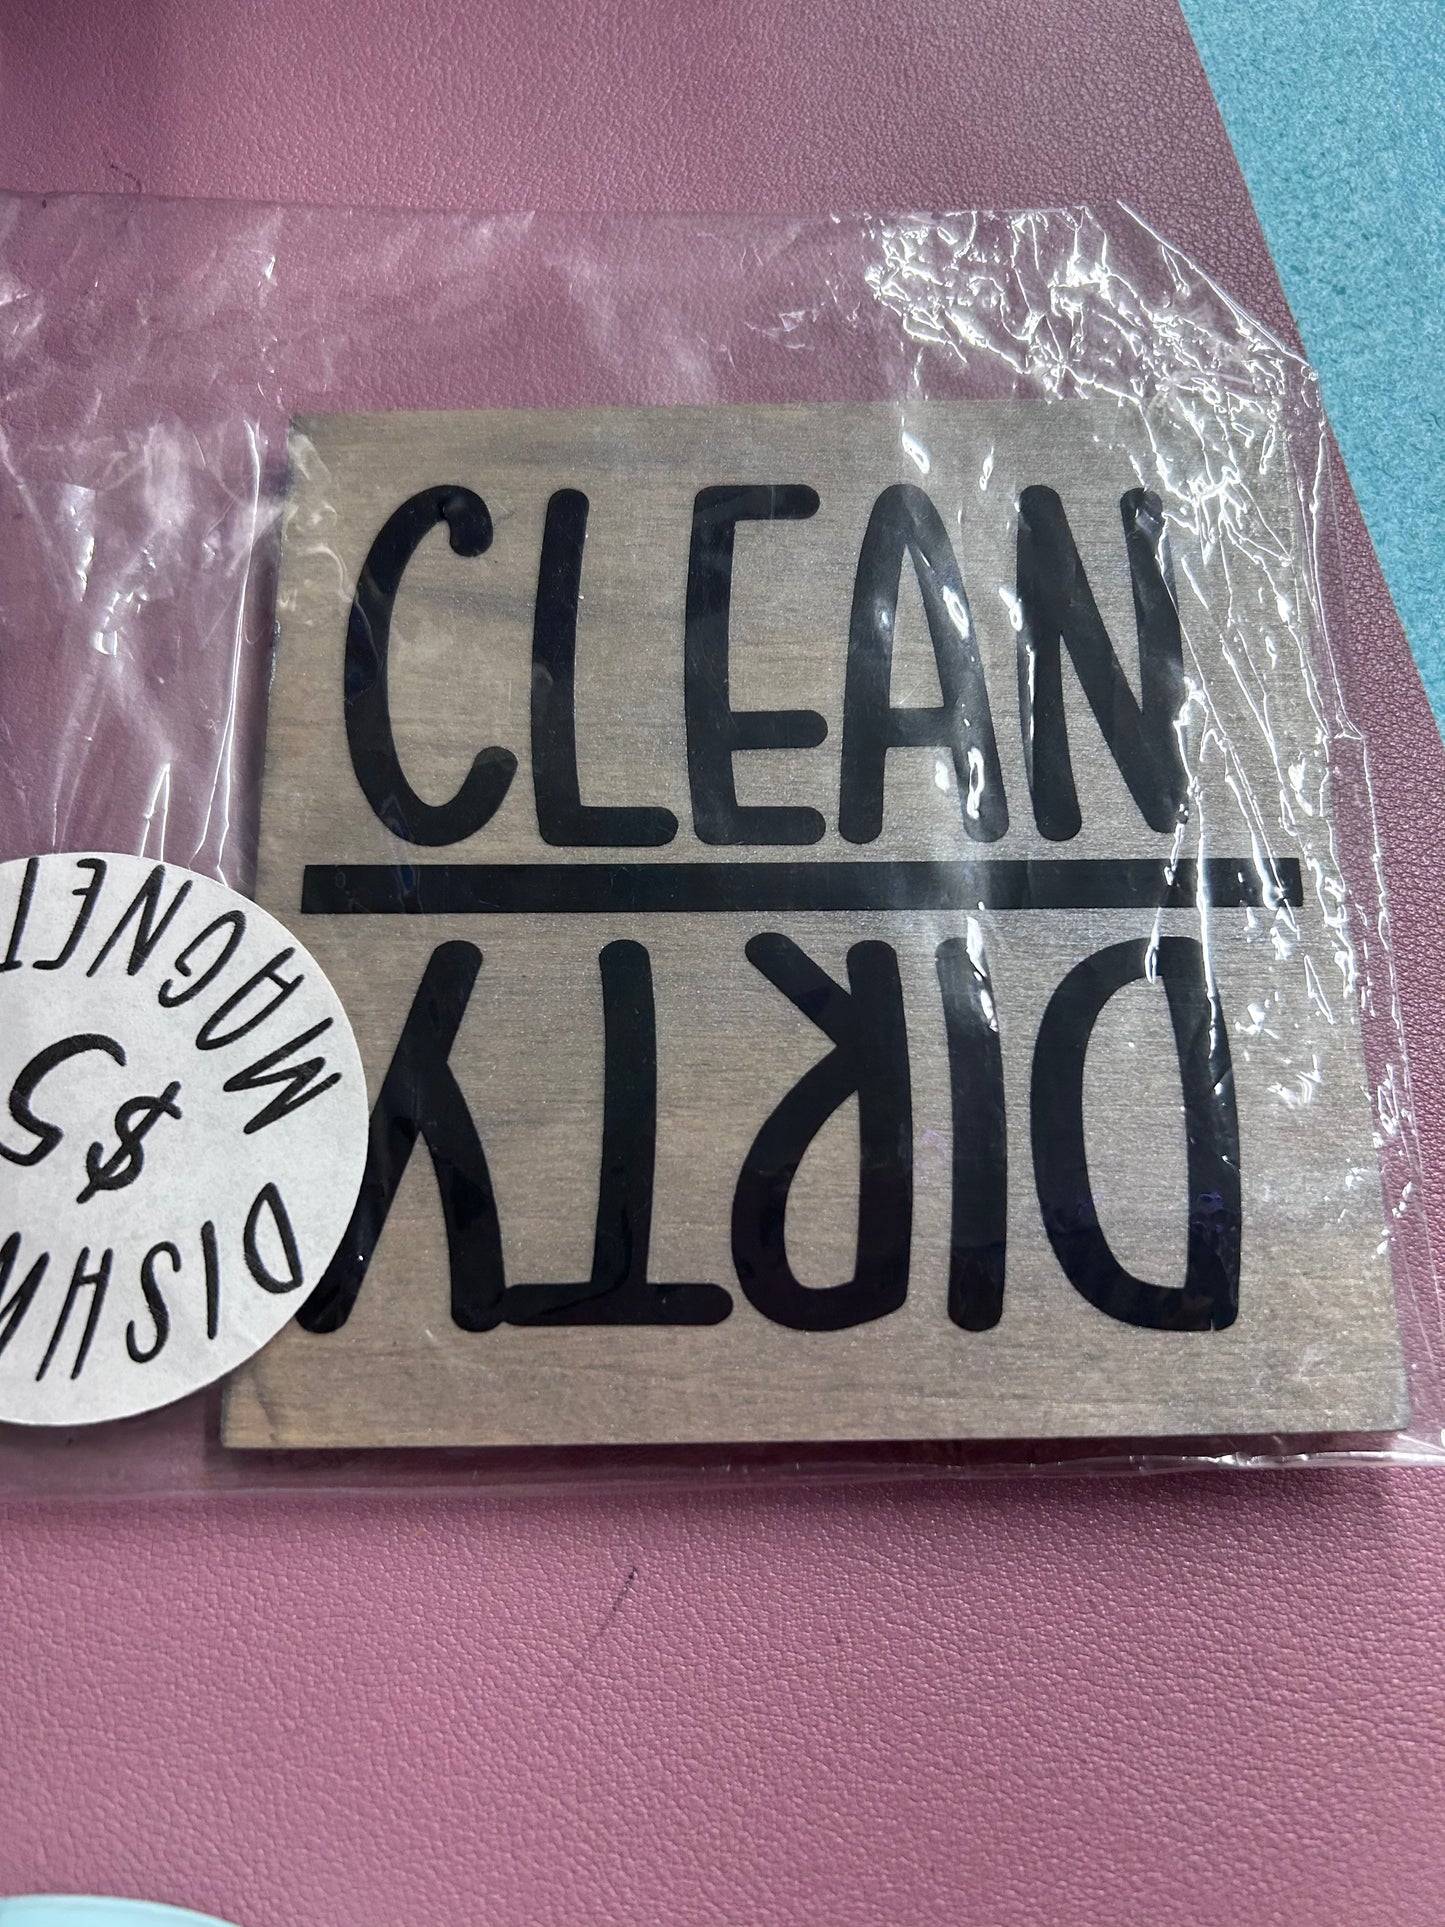 CLEAN
DIRTY
DISHW
MAGNET
$5